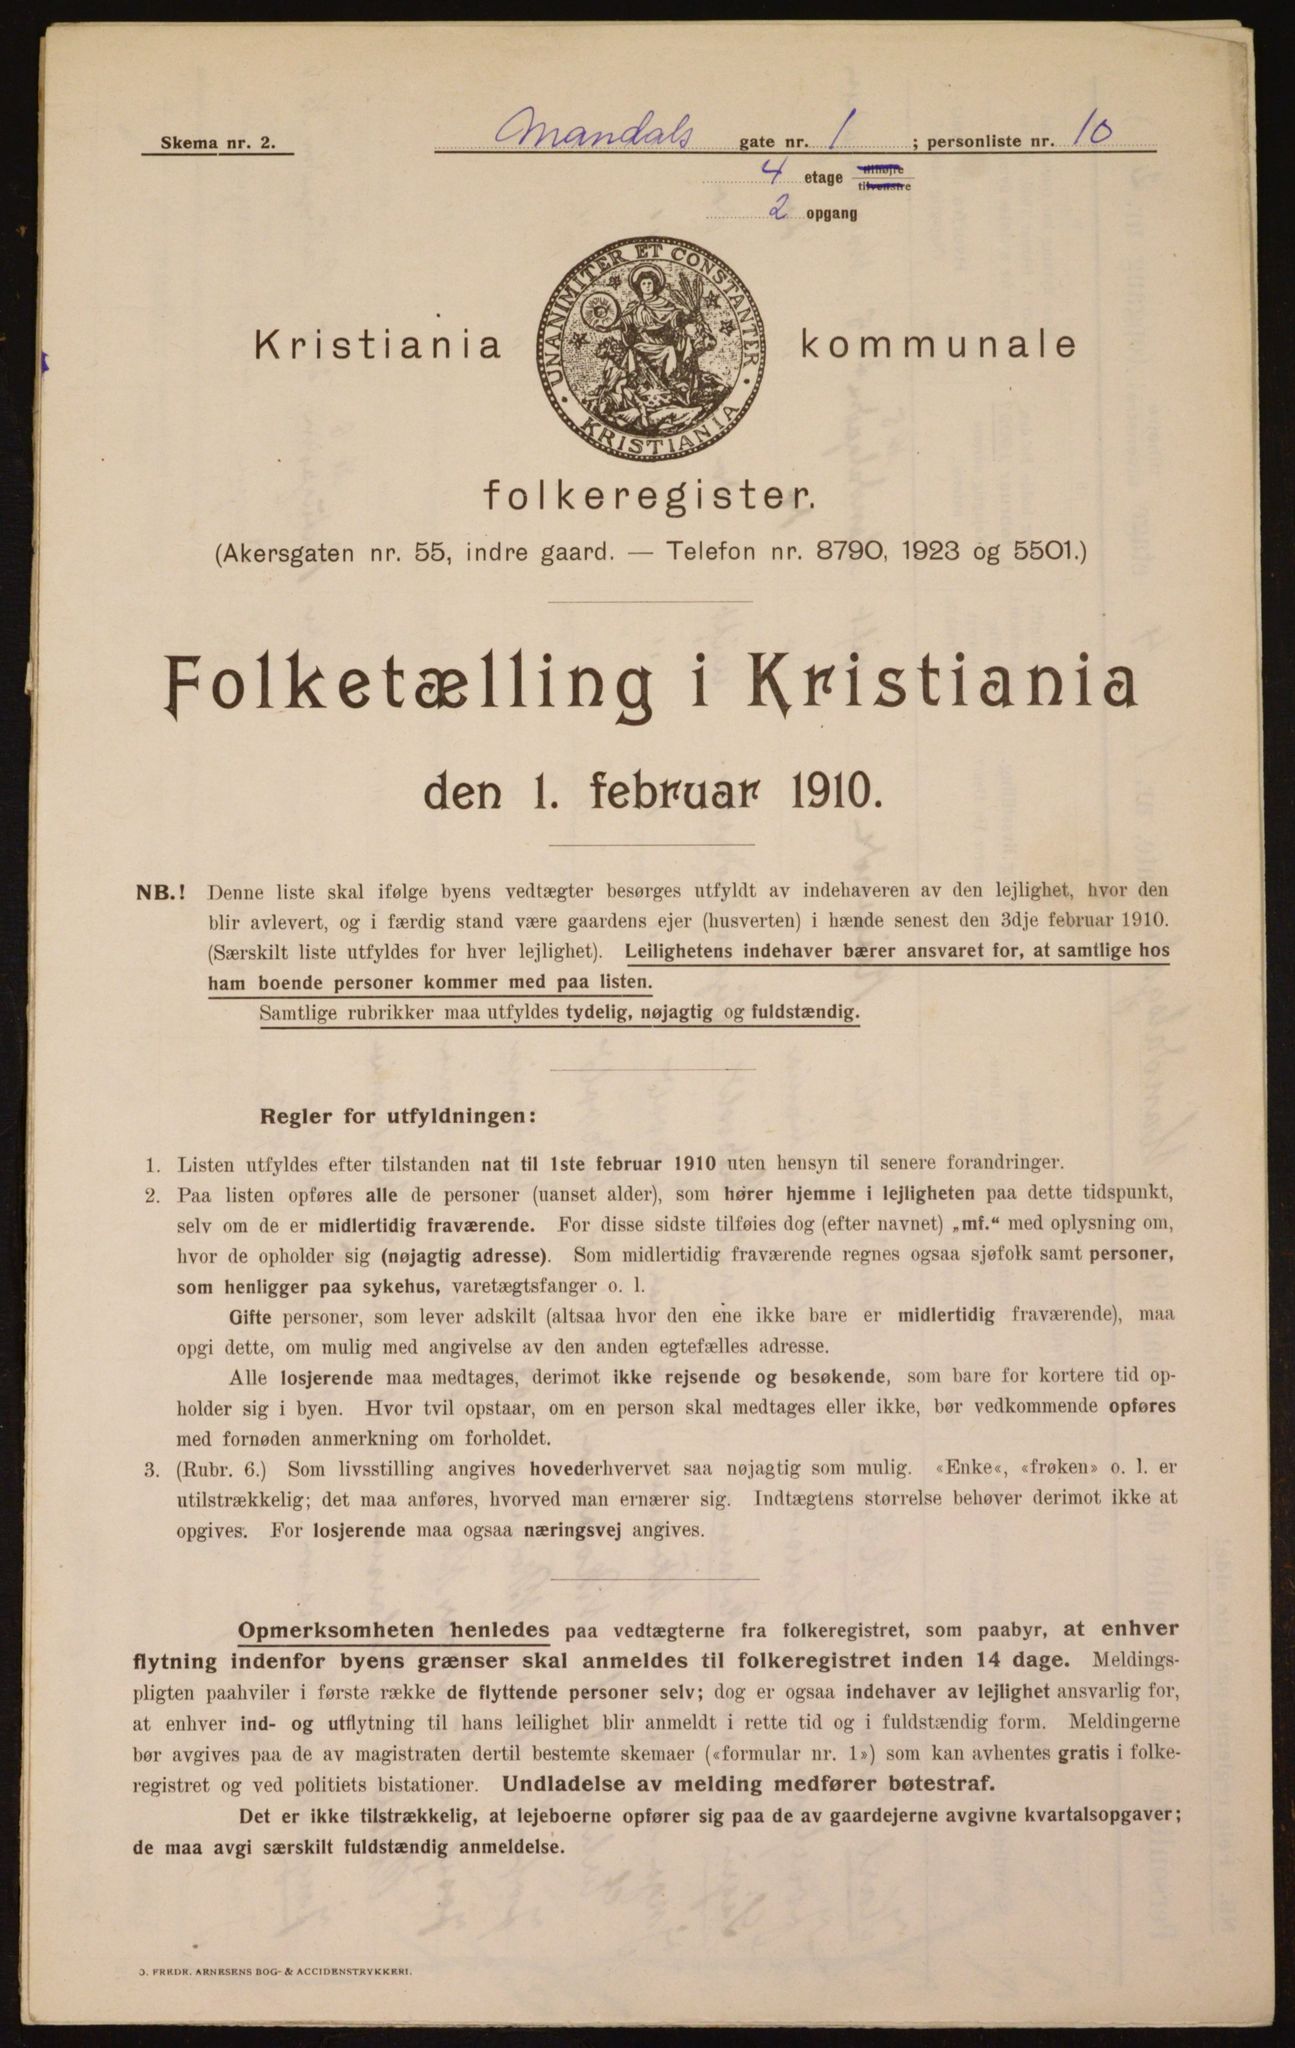 Skema nr. 2.
Mandals gate nr. 1 ; personliste nr. 10
4 etage tilhøjre
tilvenstre
2 opgang
UNANIMITER ET CONSTANTER
KRISTIANIA
Kristiania kommunale
folkeregister.
(Akersgaten nr. 55, indre gaard. — Telefon nr. 8790, 1923 og 5501.)
Folketælling i Kristiania
den 1. februar 1910.
NB.! Denne liste skal ifølge byens vedtægter besørges utfyldt av indehaveren av den lejlighet, hvor den
blir avlevert, og i færdig stand være gaardens ejer (husverten) i hænde senest den 3dje februar 1910.
(Særskilt liste utfyldes for hver lejlighet). Leilighetens indehaver bærer ansvaret for, at samtlige hos
ham boende personer kommer med paa listen.
Samtlige rubrikker maa utfyldes tydelig, nøjagtig og fuldstændig.
Regler for utfyldningen:
1. Listen utfyldes efter tilstanden nat til 1ste februar 1910 uten hensyn til senere forandringer.
2. Paa listen opføres alle de personer (uanset alder), som hører hjemme i lejligheten paa dette tidspunkt,
selv om de er midlertidig fraværende. For disse sidste tilføies dog (efter navnet) „mf.“ med oplysning om,
hvor de opholder sig (nøjagtig adresse). Som midlertidig fraværende regnes ogsaa sjøfolk samt personer,
som henligger paa sykehus, varetægtsfanger o. l.
Gifte personer, som lever adskilt (altsaa hvor den ene ikke bare er midlertidig fraværende), maa
opgi dette, om mulig med angivelse av den anden egtefælles adresse.
Alle losjerende maa medtages, derimot ikke rejsende og besøkende, som bare for kortere tid op-
holder sig i byen. Hvor tvil opstaar, om en person skal medtages eller ikke, bør vedkommende opføres
med fornøden anmerkning om forholdet.
3. (Rubr. 6.) Som livsstilling angives hovederhvervet saa nøjagtig som mulig. «Enke«, «frøken» o. l. er
utilstrækkelig; det maa anføres, hvorved man ernærer sig. Indtægtens størrelse behøver derimot ikke at
opgives. For losjerende maa ogsaa næringsvej angives.
Opmerksomheten henledes paa vedtægterne fra folkeregistret, som paabyr, at enhver
flytning indenfor byens grænser skal anmeldes til folkeregistret inden 14 dage. Meldings-
pligten paahviler i første række de flyttende personer selv; dog er ogsaa indehaver av lejlighet ansvarlig for,
at enhver ind- og utflytning til hans leilighet blir anmeldt i rette tid og i fuldstændig form. Meldingerne
bør avgives paa de av magistraten dertil bestemte skemaer («formular nr. 1») som kan avhentes gratis i folke-
registret og ved politiets bistationer. Undladelse av melding medfører bøtestraf.
Det er ikke tilstrækkelig, at lejeboerne opfører sig paa de av gaardejerne avgivne kvartalsopgaver;
de maa avgi særskilt fuldstændig anmeldelse.
O. FREDR. ARNESENS BOG- & ACCIDENSTRYKKERI.